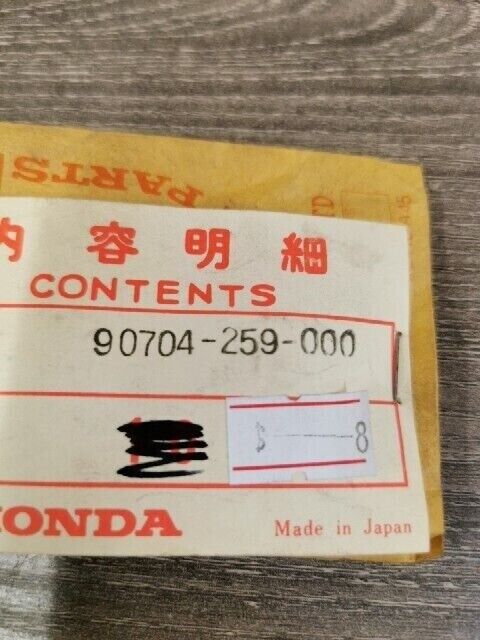 PARTS
内容明細
CONTENTS
90704-259-000
$ 8
HONDA
Made in Japan